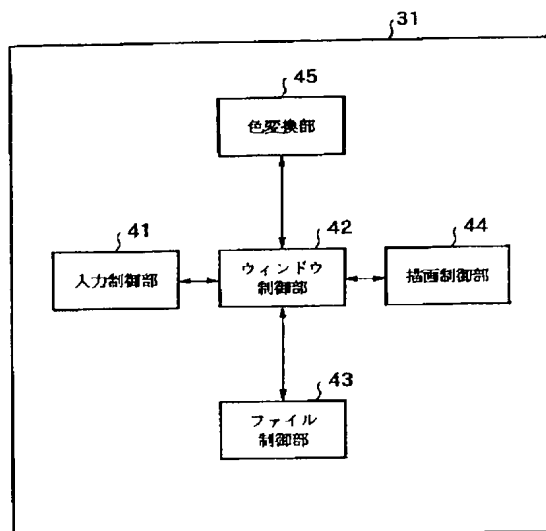 31
45
色変換部
41
42
44
入力制御部
ウィンドウ
制御部
描画制御部
43
ファイル
制御部